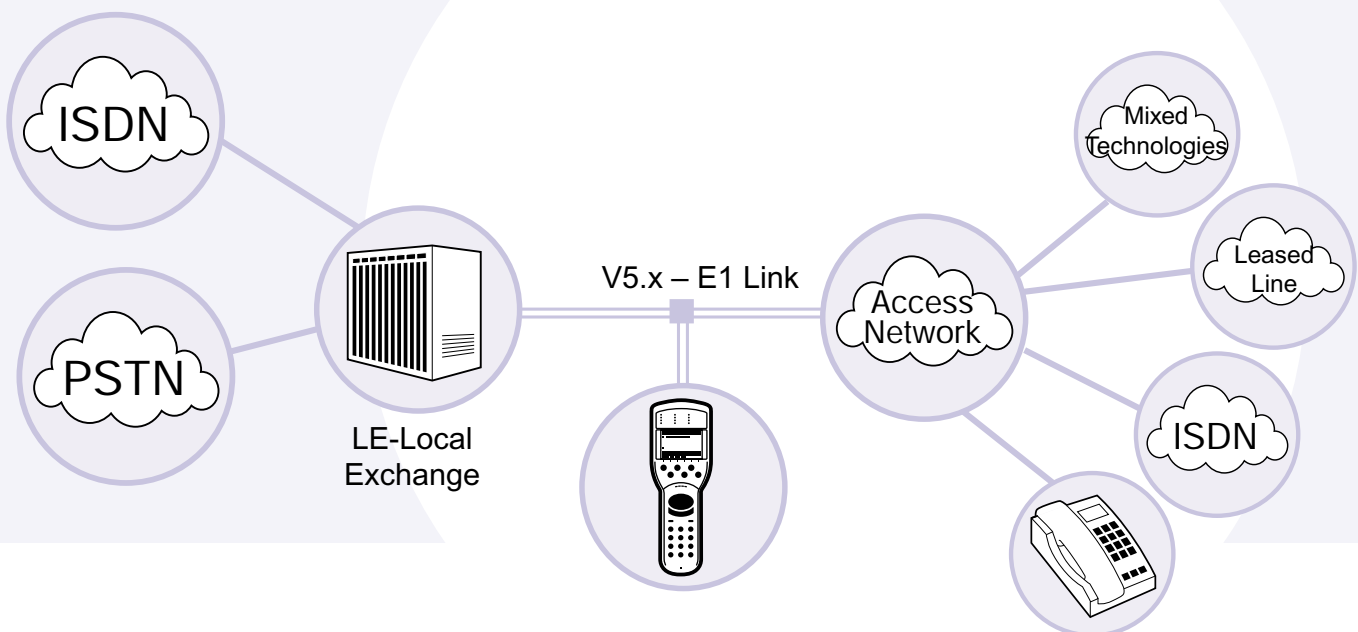 ISDN
PSTN
LE-Local
Exchange
V5.x – E1 Link
Access
Network
Mixed
Technologies
Leased
Line
ISDN